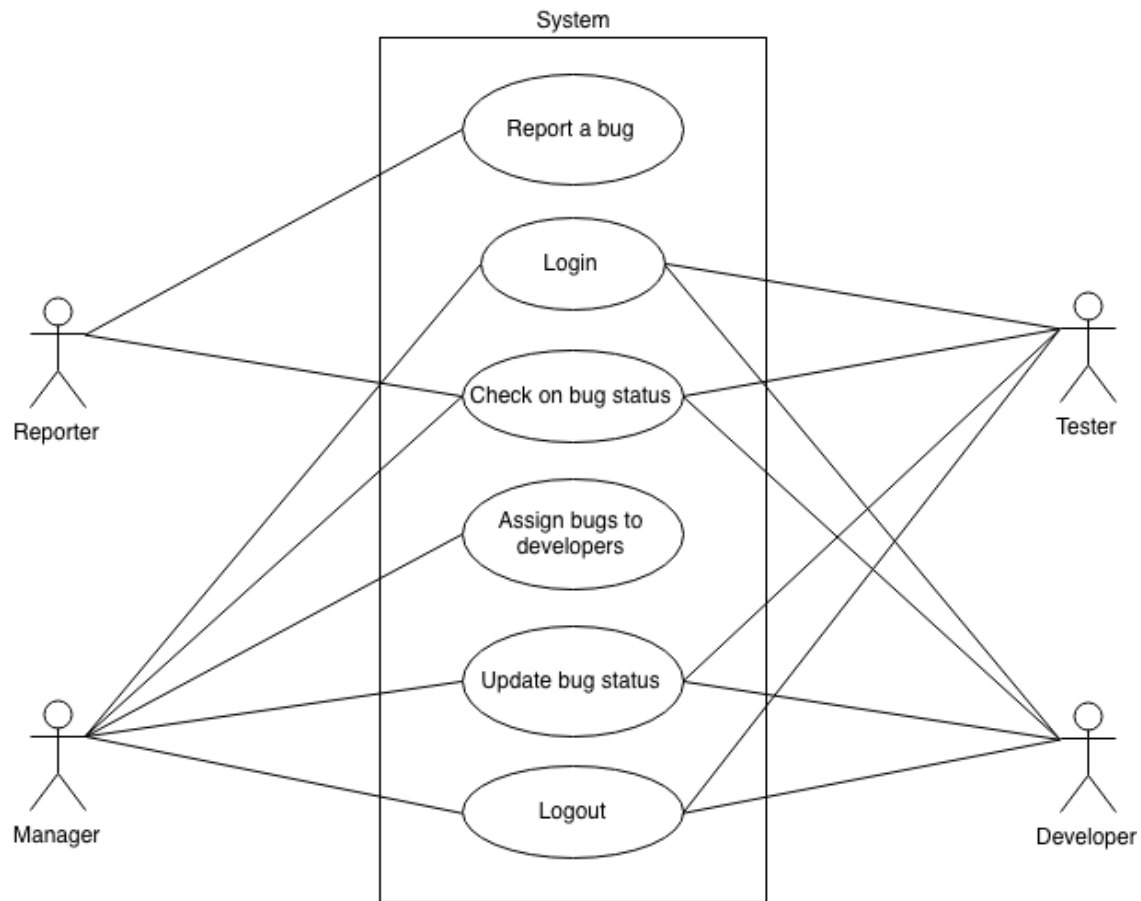 System
Report a bug
Login
Check on bug status
Reporter
Tester
Assign bugs to
developers
Update bug status
Logout
Manager
Developer